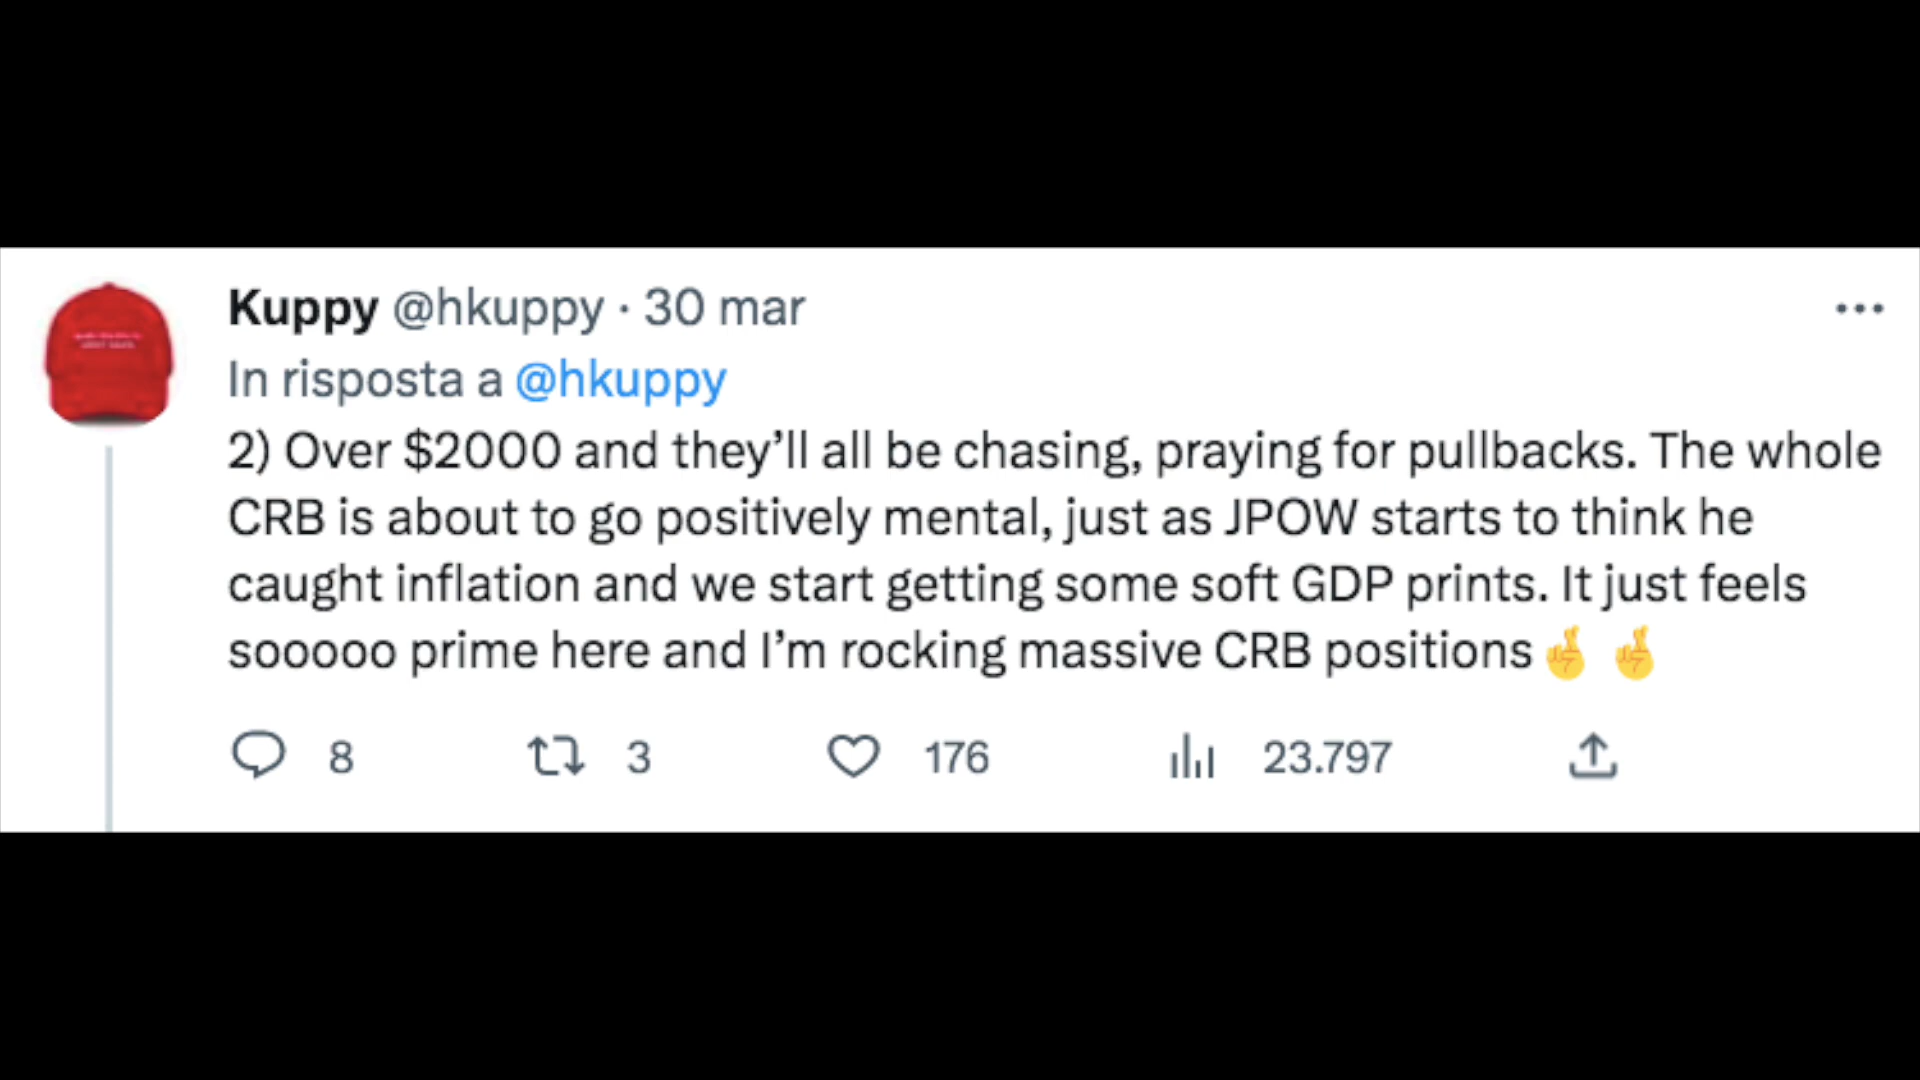 Kuppy @hkuppy · 30 mar
In risposta a @hkuppy
2) Over $2000 and they’ll all be chasing, praying for pullbacks. The whole
CRB is about to go positively mental, just as JPOW starts to think he
caught inflation and we start getting some soft GDP prints. It just feels
sooooo prime here and I’m rocking massive CRB positions🤞 🤞
8 3 176 23.797